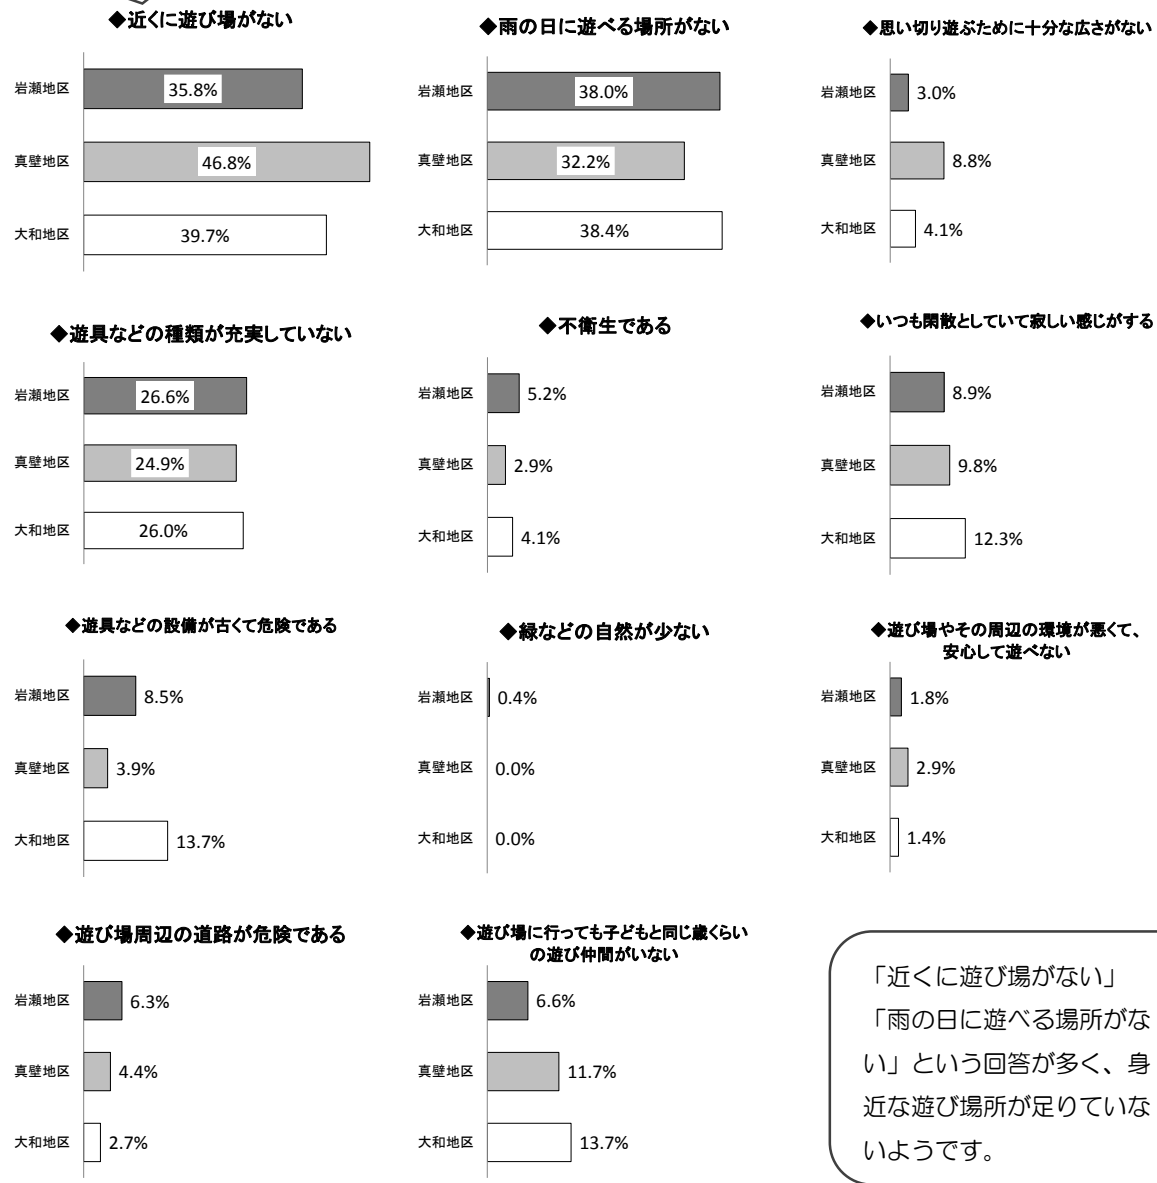 ◆近くに遊び場がない
岩瀬地区 35.8%
真壁地区 46.8%
大和地区 39.7%
◆雨の日に遊べる場所がない
岩瀬地区 38.0%
真壁地区 32.2%
大和地区 38.4%
◆思い切り遊ぶために十分な広さがない
岩瀬地区 3.0%
真壁地区 8.8%
大和地区 4.1%
◆遊具などの種類が充実していない
岩瀬地区 26.6%
真壁地区 24.9%
大和地区 26.0%
◆不衛生である
岩瀬地区 5.2%
真壁地区 2.9%
大和地区 4.1%
◆いつも閑散としていて寂しい感じがする
岩瀬地区 8.9%
真壁地区 9.8%
大和地区 12.3%
◆遊具などの設備が古くて危険である
岩瀬地区 8.5%
真壁地区 3.9%
大和地区 13.7%
◆緑などの自然が少ない
岩瀬地区 0.4%
真壁地区 0.0%
大和地区 0.0%
◆遊び場やその周辺の環境が悪くて、
安心して遊べない
岩瀬地区 1.8%
真壁地区 2.9%
大和地区 1.4%
◆遊び場周辺の道路が危険である
岩瀬地区 6.3%
真壁地区 4.4%
大和地区 2.7%
◆遊び場に行っても子どもと同じ歳くらい
の遊び仲間がいない
岩瀬地区 6.6%
真壁地区 11.7%
大和地区 13.7%
「近くに遊び場がない」
「雨の日に遊べる場所がな
い」という回答が多く、身
近な遊び場所が足りていな
いようです。